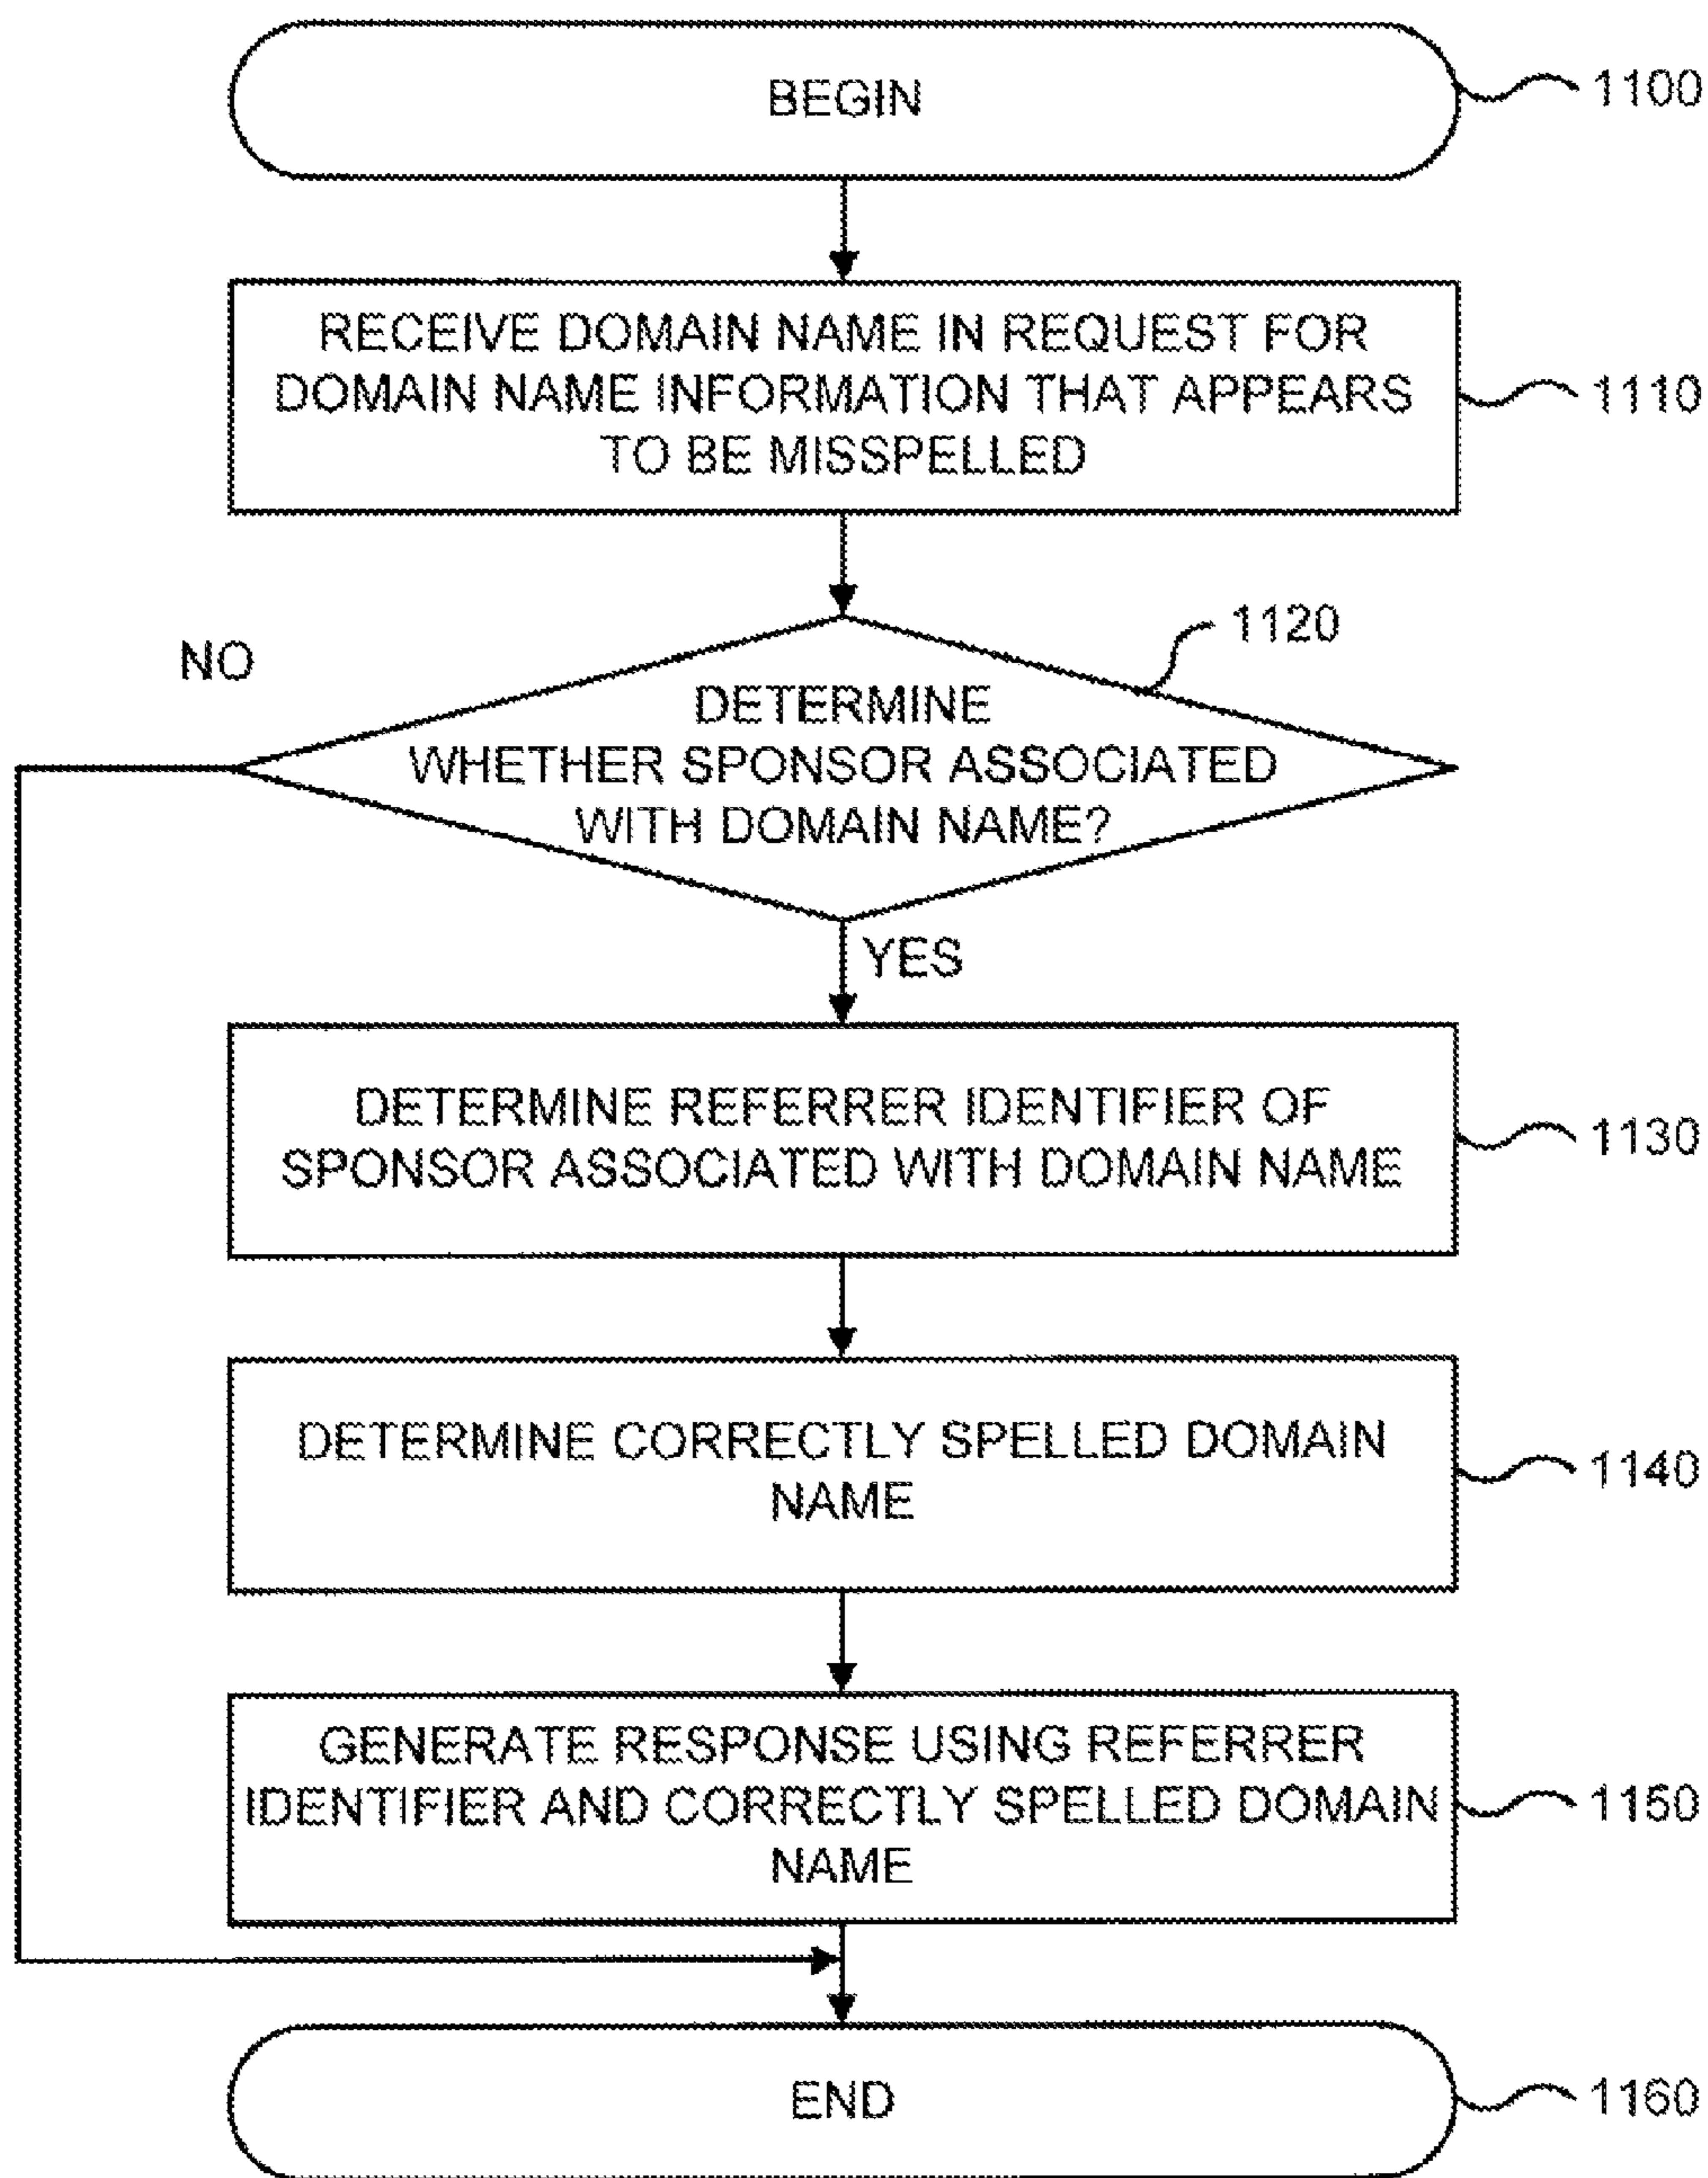 BEGIN
1100
RECEIVE DOMAIN NAME IN REQUEST FOR
DOMAIN NAME INFORMATION THAT APPEARS
TO BE MISSPELLED
1110
NO
1120
DETERMINE
WHETHER SPONSOR ASSOCIATED
WITH DOMAIN NAME?
YES
DETERMINE REFERRER IDENTIFIER OF
SPONSOR ASSOCIATED WITH DOMAIN NAME
1130
DETERMINE CORRECTLY SPELLED DOMAIN
NAME
1140
GENERATE RESPONSE USING REFERRER
IDENTIFIER AND CORRECTLY SPELLED DOMAIN
NAME
1150
END
1160